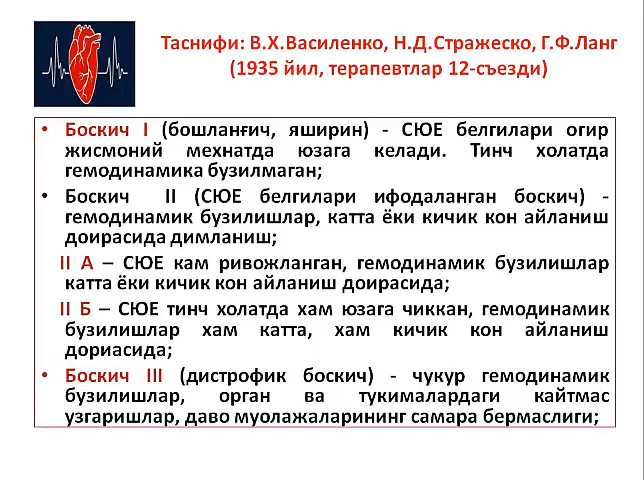 Таснифи: В.Х.Василенко, Н.Д.Стражеско, Г.Ф.Ланг
(1935 йил, терапевтлар 12-съезди)
• Боскич I (бошланғич, яширин) - СЮЕ белгилари огир
жисмоний мехнатда юзага келади. Тинч холатда
гемодинамика бузилмаган;
• Боскич II (СЮЕ белгилари ифодаланган боскич) -
гемодинамик бузилишлар, катта ёки кичик кон айланиш
доирасида димланиш;
II А – СЮЕ кам ривожланган, гемодинамик бузилишлар
катта ёки кичик кон айланиш доирасида;
II Б – СЮЕ тинч холатда хам юзага чиккан, гемодинамик
бузилишлар хам катта, хам кичик кон айланиш
дориасида;
• Боскич III (дистрофик боскич) - чукур гемодинамик
бузилишлар, орган ва тукималардаги кайтмас
узгаришлар, даво муолажаларининг самара бермаслиги;